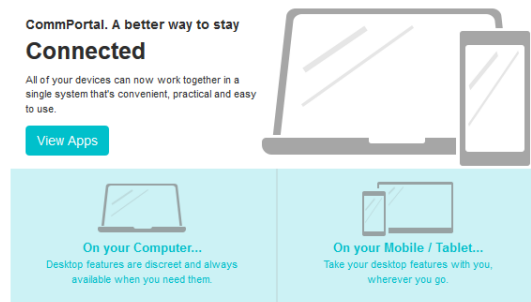 CommPortal. A better way to stay
Connected
All of your devices can now work together in a
single system that's convenient, practical and easy
to use.
View Apps
On your Computer...
Desktop features are discreet and always
available when you need them.
On your Mobile / Tablet...
Take your desktop features with you,
wherever you go.